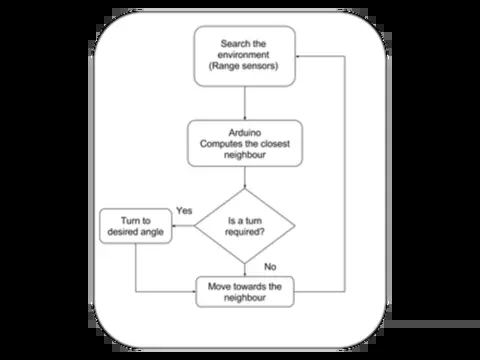 Search the
environment
(Range sensors)
Arduino
Computes the closest
neighbour
Is a turn
required?
Yes
Turn to
desired angle
No
Move towards the
neighbour